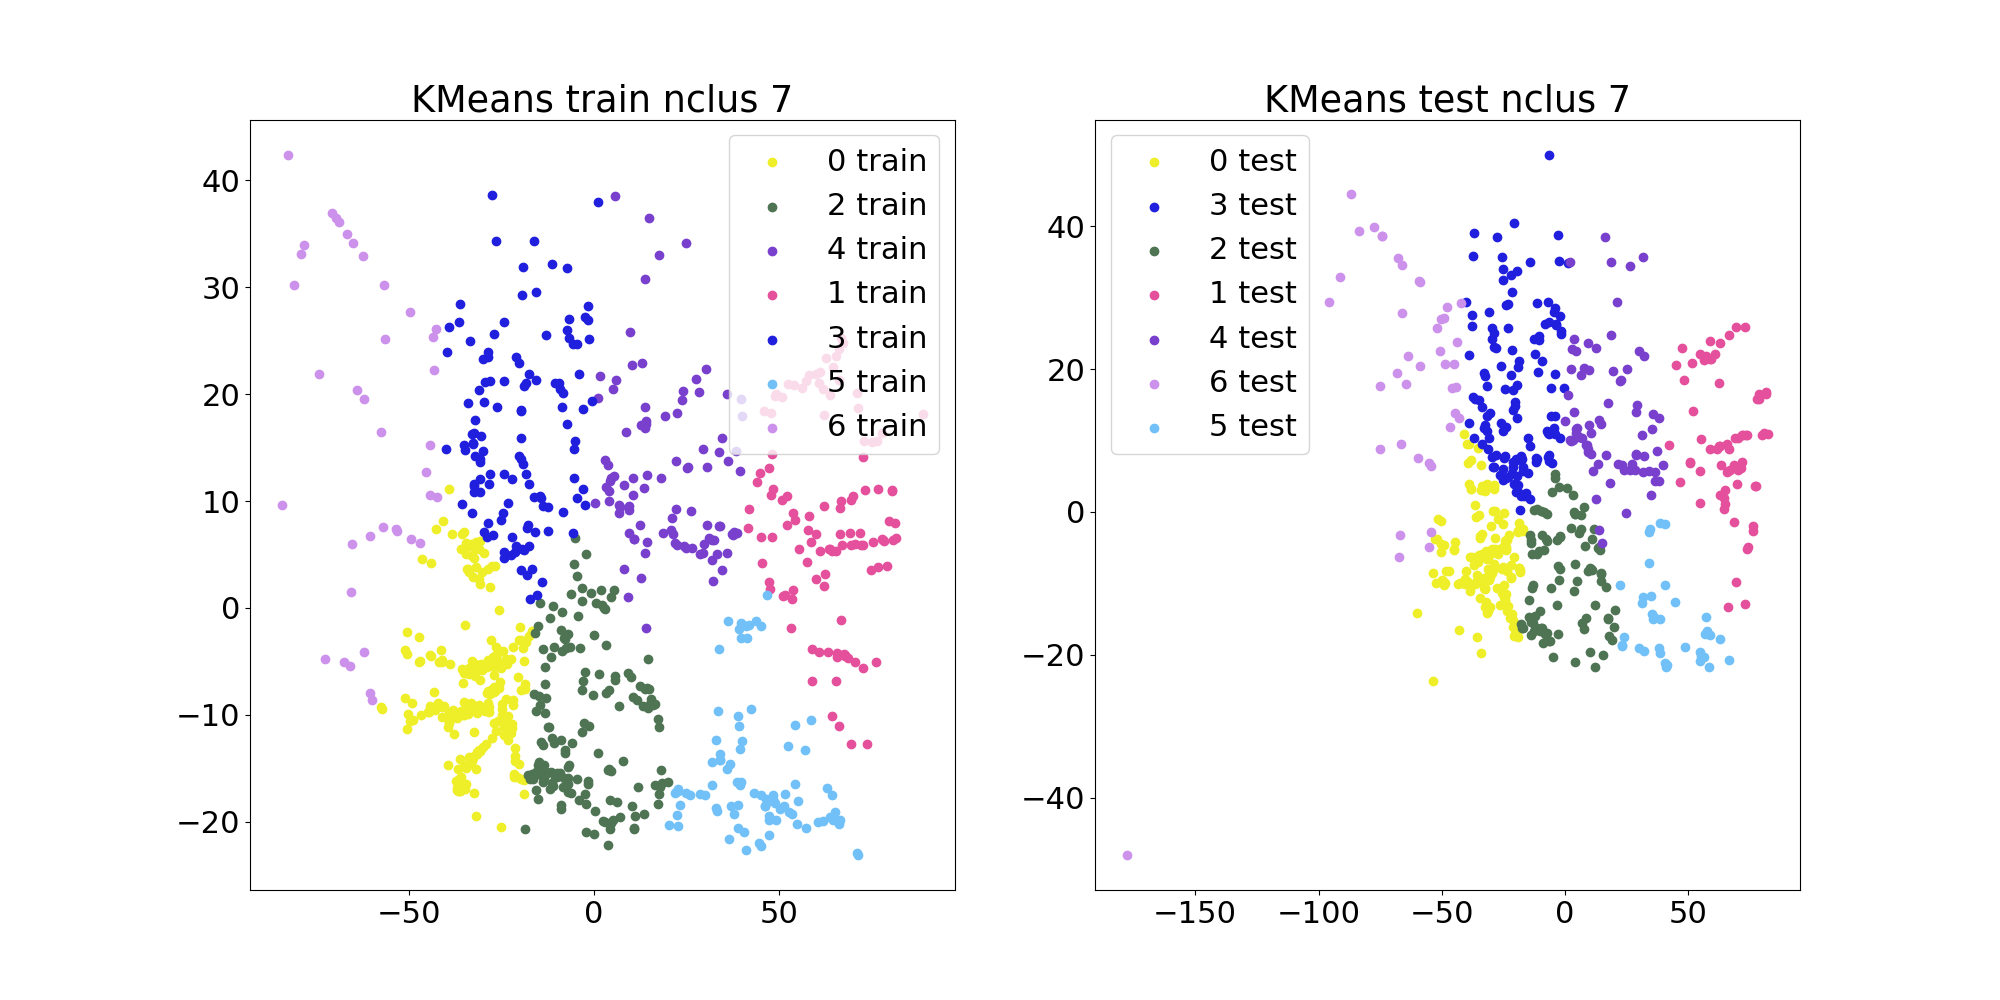 KMeans train nclus 7
40
30
20
10
0
−10
−20
−50
0
50
0 train
2 train
4 train
1 train
3 train
5 train
6 train
KMeans test nclus 7
40
20
0
−20
−40
−150
−100
−50
0
50
0 test
3 test
2 test
1 test
4 test
6 test
5 test